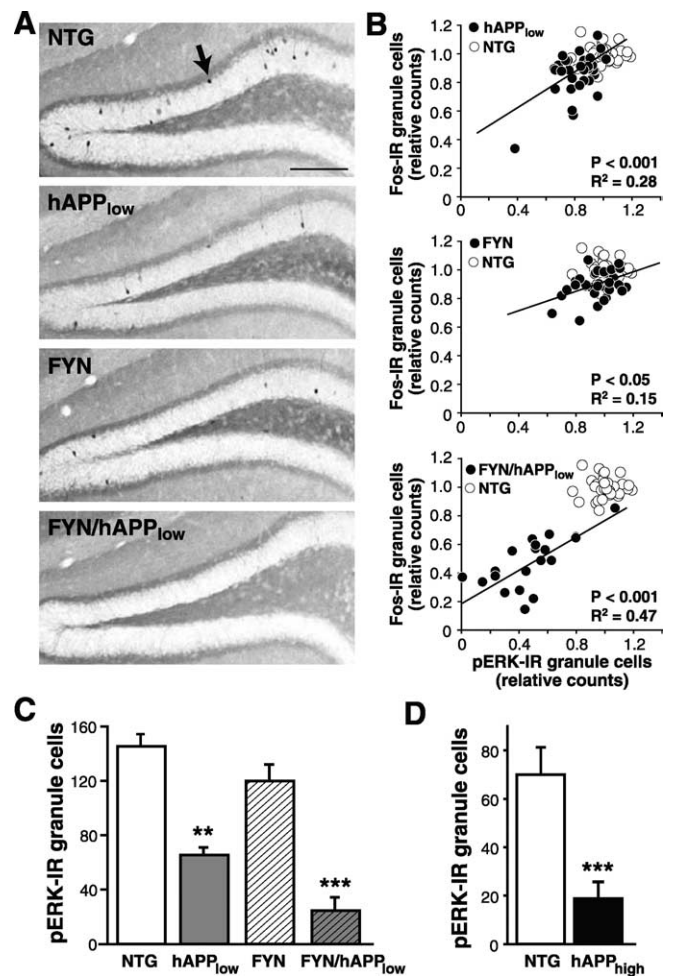 A
NTG
hAPPlow
FYN
FYN/hAPPlow
B
Fos-IR granule cells
(relative counts)
1.2
1.0
0.8
0.6
0.4
0.2
0
0 0.4 0.8 1.2
hAPPlow
NTG
P < 0.001
R² = 0.28
Fos-IR granule cells
(relative counts)
1.2
1.0
0.8
0.6
0.4
0.2
0
0 0.4 0.8 1.2
FYN
NTG
P < 0.05
R² = 0.15
Fos-IR granule cells
(relative counts)
1.2
1.0
0.8
0.6
0.4
0.2
0
0 0.4 0.8 1.2
FYN/hAPPlow
NTG
P < 0.001
R² = 0.47
pERK-IR granule cells
(relative counts)
C
pERK-IR granule cells
160
120
80
40
0
**
***
NTG hAPPlow FYN FYN/hAPPlow
D
pERK-IR granule cells
80
60
40
20
0
***
NTG hAPPhigh